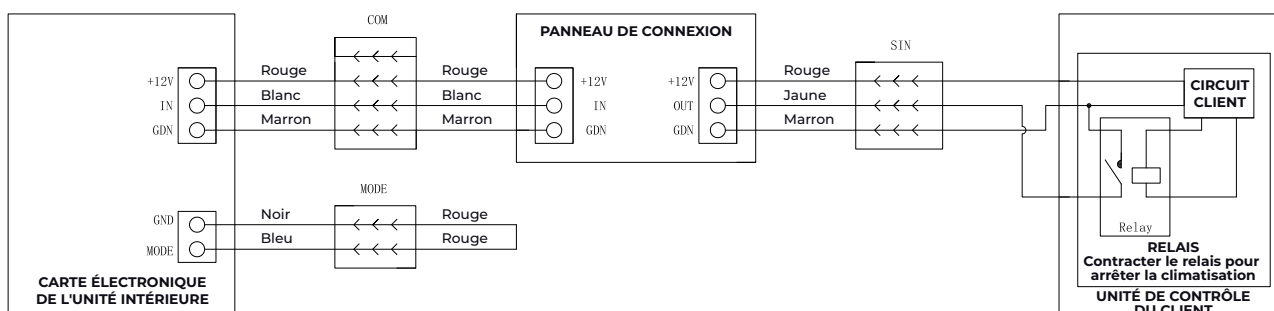 COM
PANNEAU DE CONNEXION
SIN
+12V
Rouge
Rouge
+12V
+12V
Rouge
CIRCUIT
CLIENT
IN
Blanc
Blanc
IN
OUT
Jaune
GDN
Marron
Marron
GDN
GDN
Marron
MODE
GND
Noir
Rouge
MODE
Bleu
Rouge
Relay
RELAIS
Contracter le relais pour
arrêter la climatisation
CARTE ÉLECTRONIQUE
DE L'UNITÉ INTÉRIEURE
UNITÉ DE CONTRÔLE
DU CLIENT